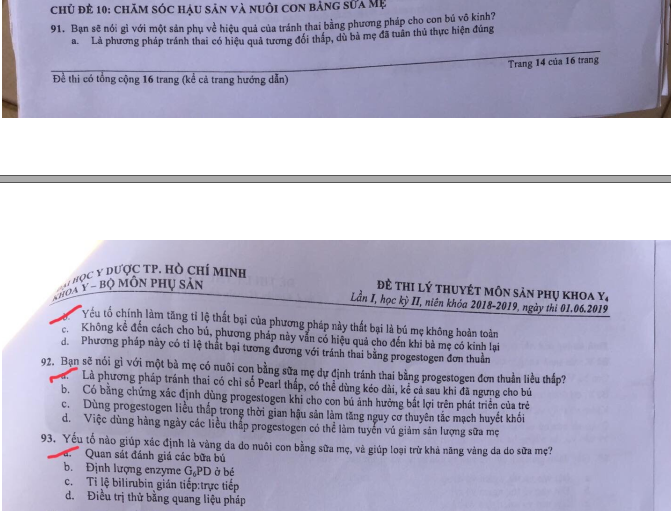 CHỦ ĐỀ 10: CHĂM SÓC HẬU SẢN VÀ NUÔI CON BẰNG SỮA MẸ
91. Bạn sẽ nói gì với một sản phụ về hiệu quả của tránh thai bằng phương pháp cho con bú vô kinh?
a. Là phương pháp tránh thai có hiệu quả tương đối thấp, dù bà mẹ đã tuân thủ thực hiện đúng
Trang 14 của 16 trang
Đề thi có tổng cộng 16 trang (kể cả trang hướng dẫn)
HỌC Y DƯỢC TP. HỒ CHÍ MINH
KHOA Y – BỘ MÔN PHỤ SẢN
ĐỀ THI LÝ THUYẾT MÔN SẢN PHỤ KHOA Y4
Lần I, học kỳ II, niên khóa 2018-2019, ngày thi 01.06.2019
b. Yếu tố chính làm tăng tỉ lệ thất bại của phương pháp này thất bại là bú mẹ không hoàn toàn
c. Không kể đến cách cho bú, phương pháp này vẫn có hiệu quả cho đến khi bà mẹ có kinh lại
d. Phương pháp này có tỉ lệ thất bại tương đương với tránh thai bằng progestogen đơn thuần
92. Bạn sẽ nói gì với một bà mẹ có nuôi con bằng sữa mẹ dự định tránh thai bằng progestogen đơn thuần liều thấp?
a. Là phương pháp tránh thai có chỉ số Pearl thấp, có thể dùng kéo dài, kể cả sau khi đã ngưng cho bú
b. Có bằng chứng xác định dùng progestogen khi cho con bú ảnh hưởng bất lợi trên phát triển của trẻ
c. Dùng progestogen liều thấp trong thời gian hậu sản làm tăng nguy cơ thuyên tắc mạch huyết khối
d. Việc dùng hàng ngày các liều thấp progestogen có thể làm tuyến vú giảm sản lượng sữa mẹ
93. Yếu tố nào giúp xác định là vàng da do nuôi con bằng sữa mẹ, và giúp loại trừ khả năng vàng da do sữa mẹ?
a. Quan sát đánh giá các bữa bú
b. Định lượng enzyme G6PD ở bé
c. Tỉ lệ bilirubin gián tiếp:trực tiếp
d. Điều trị thử bằng quang liệu pháp